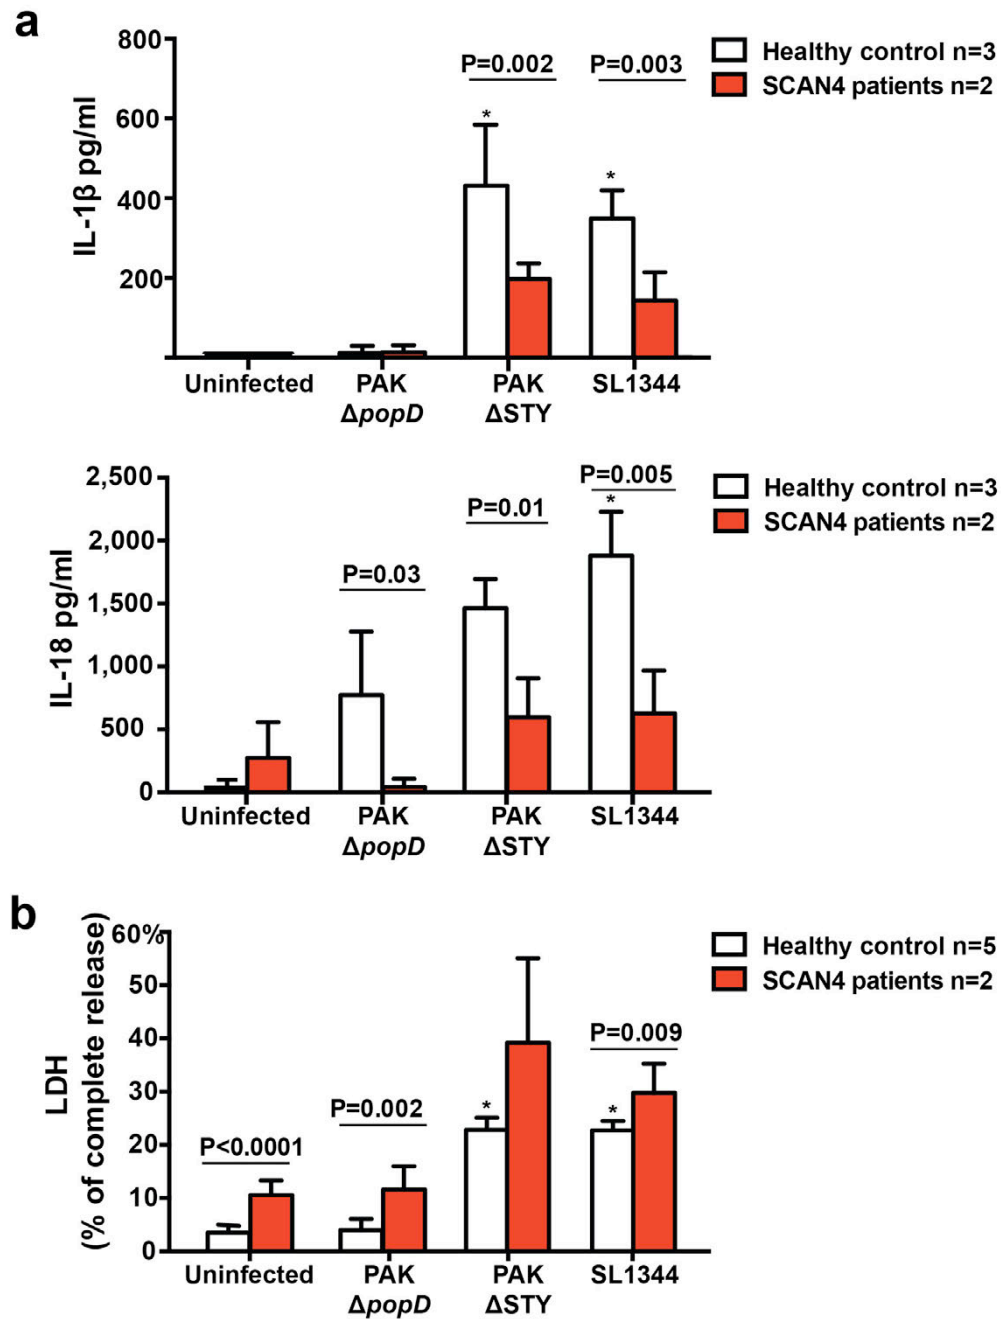 a
800
600
400
200
IL-1β pg/ml
P=0.002
P=0.003
*
*
Healthy control n=3
SCAN4 patients n=2
Uninfected
PAK
ΔpopD
PAK
ΔSTY
SL1344
2,500
2,000
1,500
1,000
500
0
IL-18 pg/ml
P=0.03
P=0.01
P=0.005
*
Healthy control n=3
SCAN4 patients n=2
Uninfected
PAK
ΔpopD
PAK
ΔSTY
SL1344
b
60%
50
40
30
20
10
0
LDH
(% of complete release)
P<0.0001
P=0.002
*
P=0.009
*
Healthy control n=5
SCAN4 patients n=2
Uninfected
PAK
ΔpopD
PAK
ΔSTY
SL1344